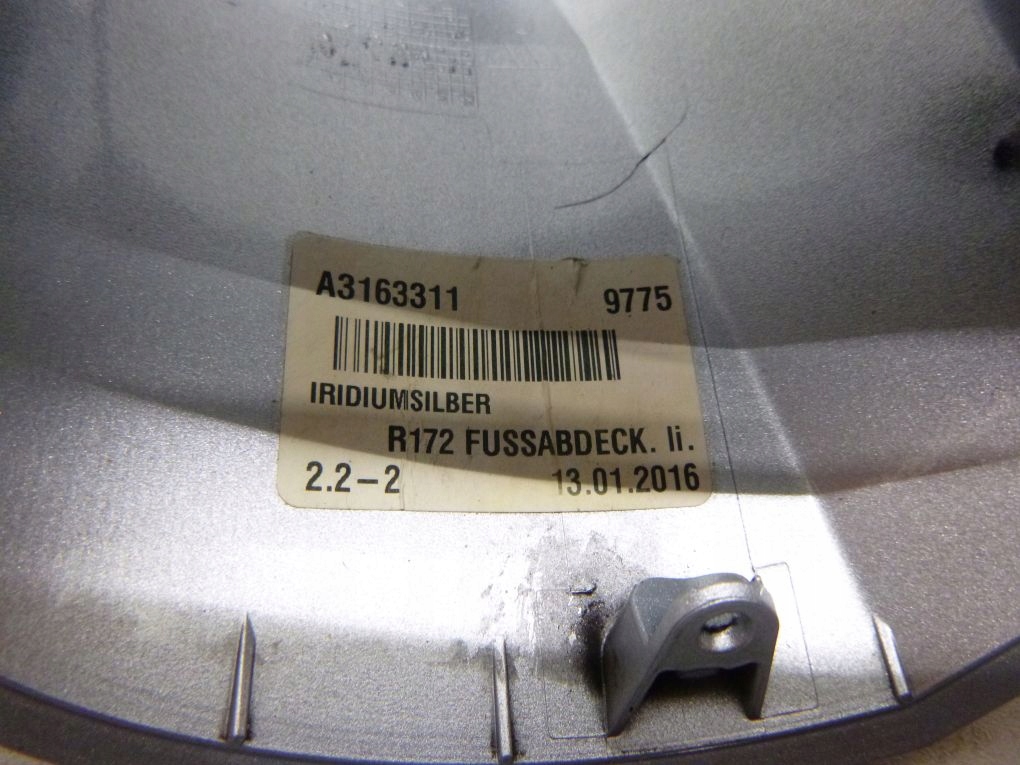 A3163311 9775
IRIDIUMSILBER
R172 FUSSABDECK. li.
2.2–2 13.01.2016